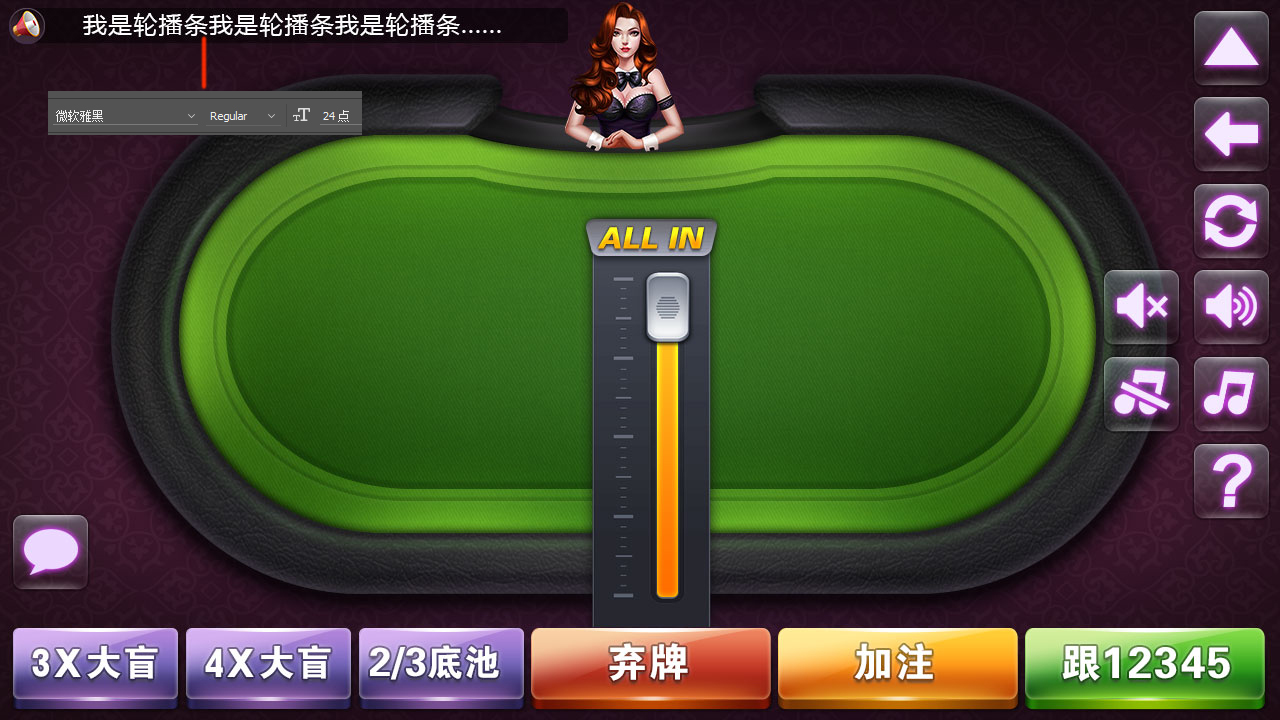 我是轮播条我是轮播条我是轮播条......
微软雅黑 Regular TT 24 点
ALL IN
?
3X大盲 4X大盲 2/3底池 弃牌 加注 跟12345